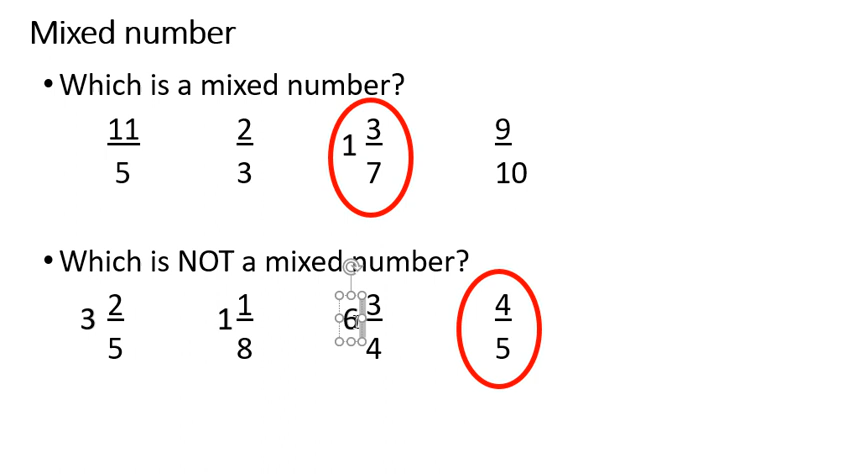 Mixed number
• Which is a mixed number?
11 2 1 3 9
5 3 7 10
• Which is NOT a mixed number?
3 2 1 1 6 3 4
5 8 4 5